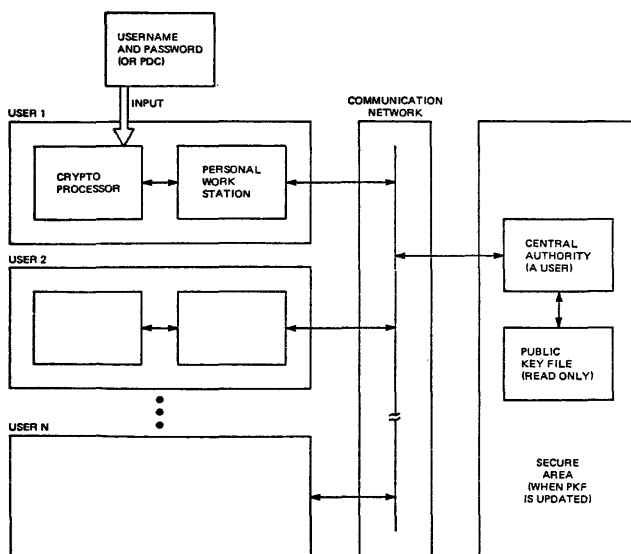 USERNAME
AND PASSWORD
(OR PDC)
INPUT
USER 1
CRYPTO
PROCESSOR
PERSONAL
WORK
STATION
COMMUNICATION
NETWORK
CENTRAL
AUTHORITY
(A USER)
USER 2
PUBLIC
KEY FILE
(READ ONLY)
USER N
SECURE
AREA
(WHEN PKF
IS UPDATED)